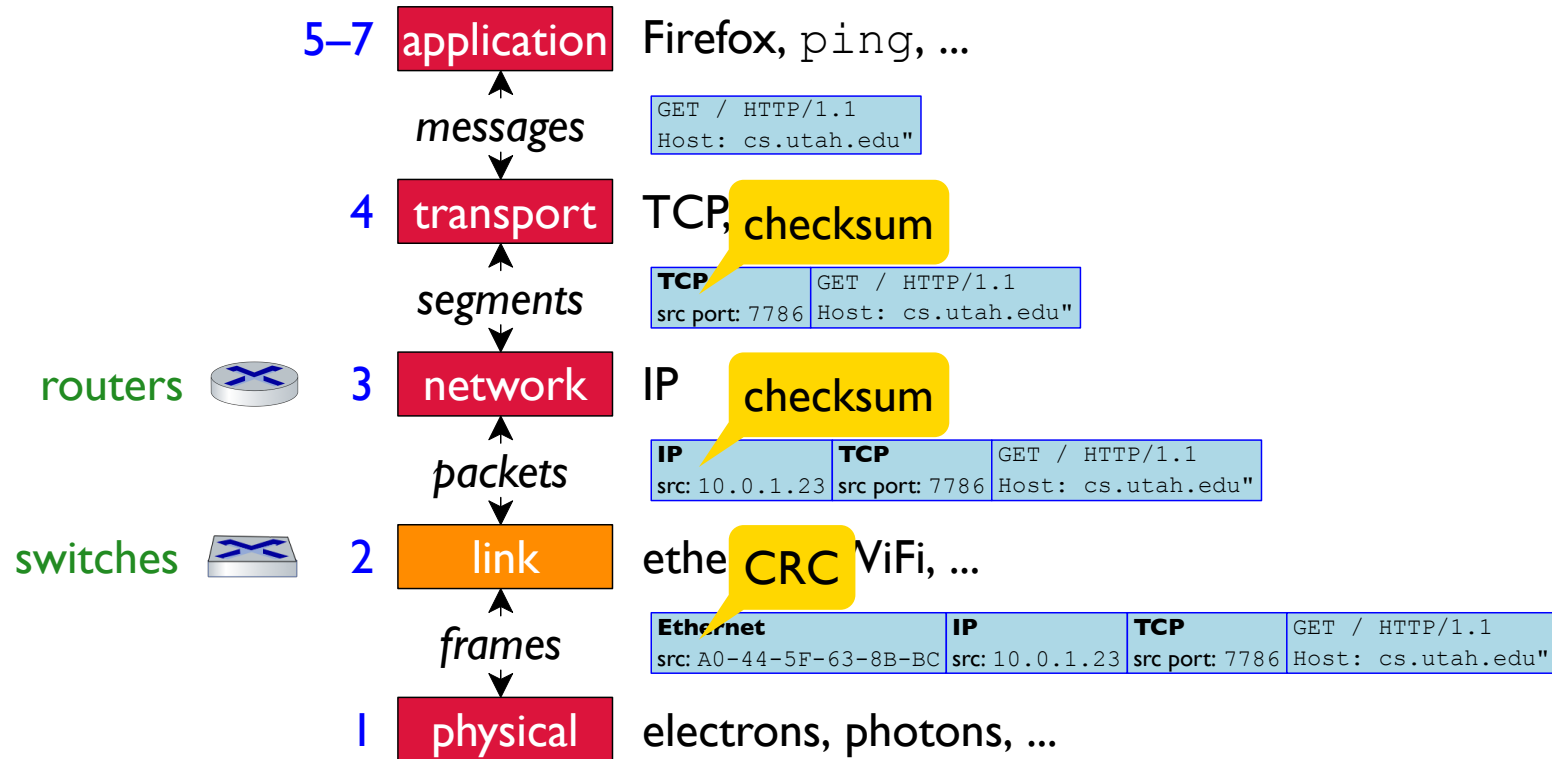 5–7 application Firefox, ping, ...
messages
GET / HTTP/1.1
Host: cs.utah.edu"
4 transport TCP,
checksum
segments
TCP GET / HTTP/1.1
src port: 7786 Host: cs.utah.edu"
routers 3 network IP
checksum
packets
IP TCP GET / HTTP/1.1
src: 10.0.1.23 src port: 7786 Host: cs.utah.edu"
switches 2 link WiFi, ...
CRC
frames
Ethernet IP TCP GET / HTTP/1.1
src: A0-44-5F-63-8B-BC src: 10.0.1.23 src port: 7786 Host: cs.utah.edu"
1 physical electrons, photons, ...